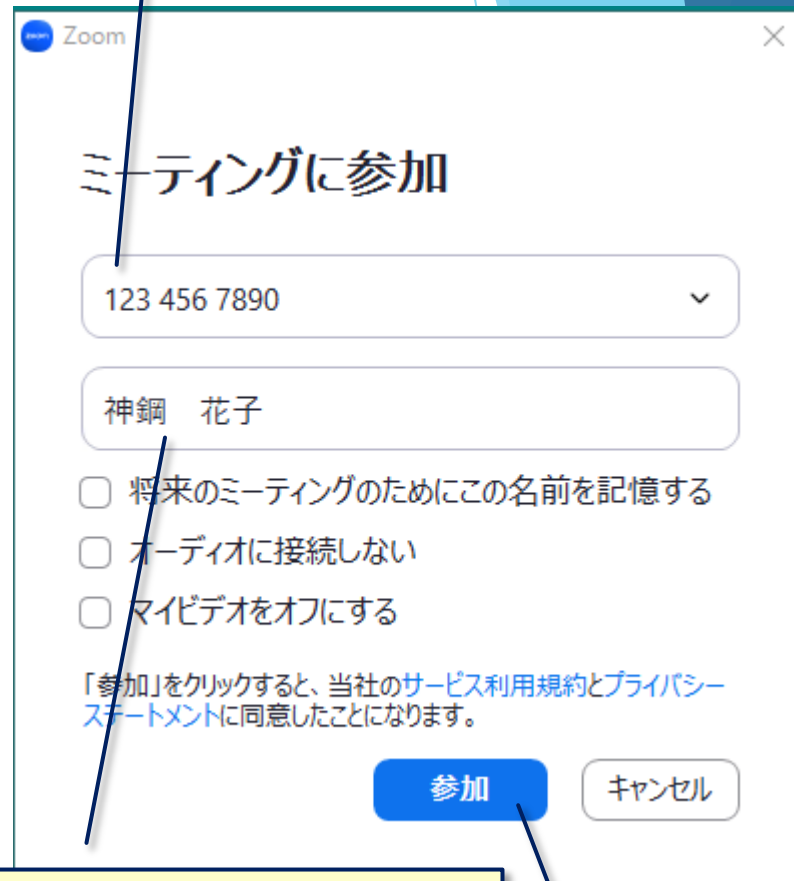 zoom
Zoom
ミーティングに参加
123 456 7890
神鋼　花子
将来のミーティングのためにこの名前を記憶する
オーディオに接続しない
マイビデオをオフにする
「参加」をクリックすると、当社のサービス利用規約とプライバシー
ステートメントに同意したことになります。
参加
キャンセル